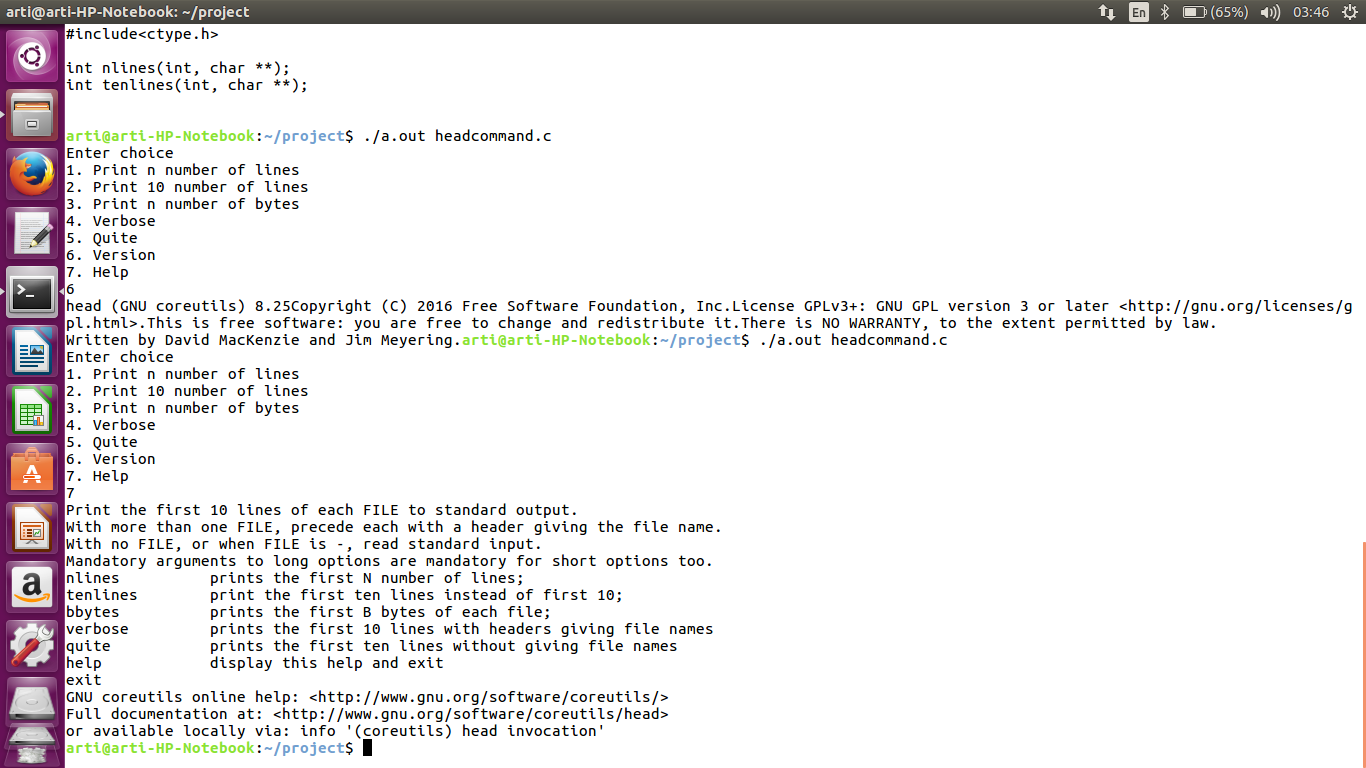 arti@arti-HP-Notebook: ~/project
En (65%) 03:46
#include<ctype.h>
int nlines(int, char **);
int tenlines(int, char **);
arti@arti-HP-Notebook:~/project$ ./a.out headcommand.c
Enter choice
1. Print n number of lines
2. Print 10 number of lines
3. Print n number of bytes
4. Verbose
5. Quite
6. Version
7. Help
6
head (GNU coreutils) 8.25Copyright (C) 2016 Free Software Foundation, Inc.License GPLv3+: GNU GPL version 3 or later <http://gnu.org/licenses/g
pl.html>.This is free software: you are free to change and redistribute it.There is NO WARRANTY, to the extent permitted by law.
Written by David MacKenzie and Jim Meyering.arti@arti-HP-Notebook:~/project$ ./a.out headcommand.c
Enter choice
1. Print n number of lines
2. Print 10 number of lines
3. Print n number of bytes
4. Verbose
5. Quite
6. Version
7. Help
7
Print the first 10 lines of each FILE to standard output.
With more than one FILE, precede each with a header giving the file name.
With no FILE, or when FILE is -, read standard input.
Mandatory arguments to long options are mandatory for short options too.
nlines          prints the first N number of lines;
tenlines        print the first ten lines instead of first 10;
bbytes          prints the first B bytes of each file;
verbose         prints the first 10 lines with headers giving file names
quite           prints the first ten lines without giving file names
help            display this help and exit
exit
GNU coreutils online help: <http://www.gnu.org/software/coreutils/>
Full documentation at: <http://www.gnu.org/software/coreutils/head>
or available locally via: info '(coreutils) head invocation'
arti@arti-HP-Notebook:~/project$